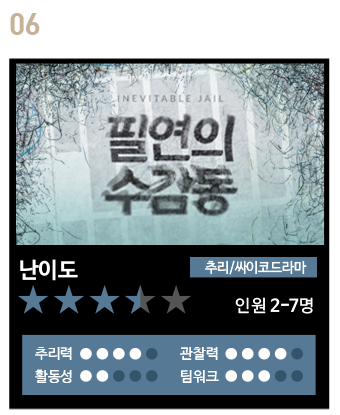 06
INEVITABLE JAIL
필연의
수감동
난이도
추리/싸이코드라마
인원 2-7명
추리력 관찰력
활동성 팀워크